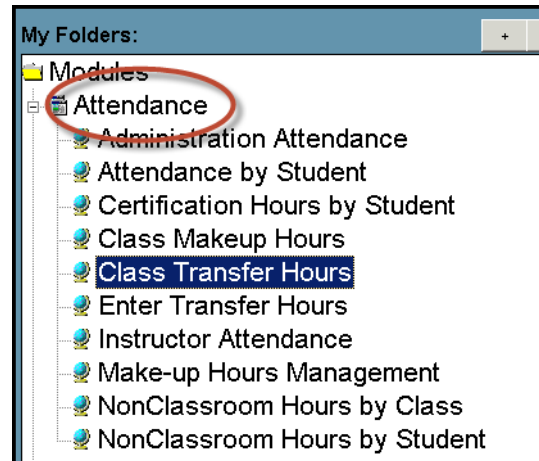 My Folders: +
Modules
Attendance
Administration Attendance
Attendance by Student
Certification Hours by Student
Class Makeup Hours
Class Transfer Hours
Enter Transfer Hours
Instructor Attendance
Make-up Hours Management
NonClassroom Hours by Class
NonClassroom Hours by Student